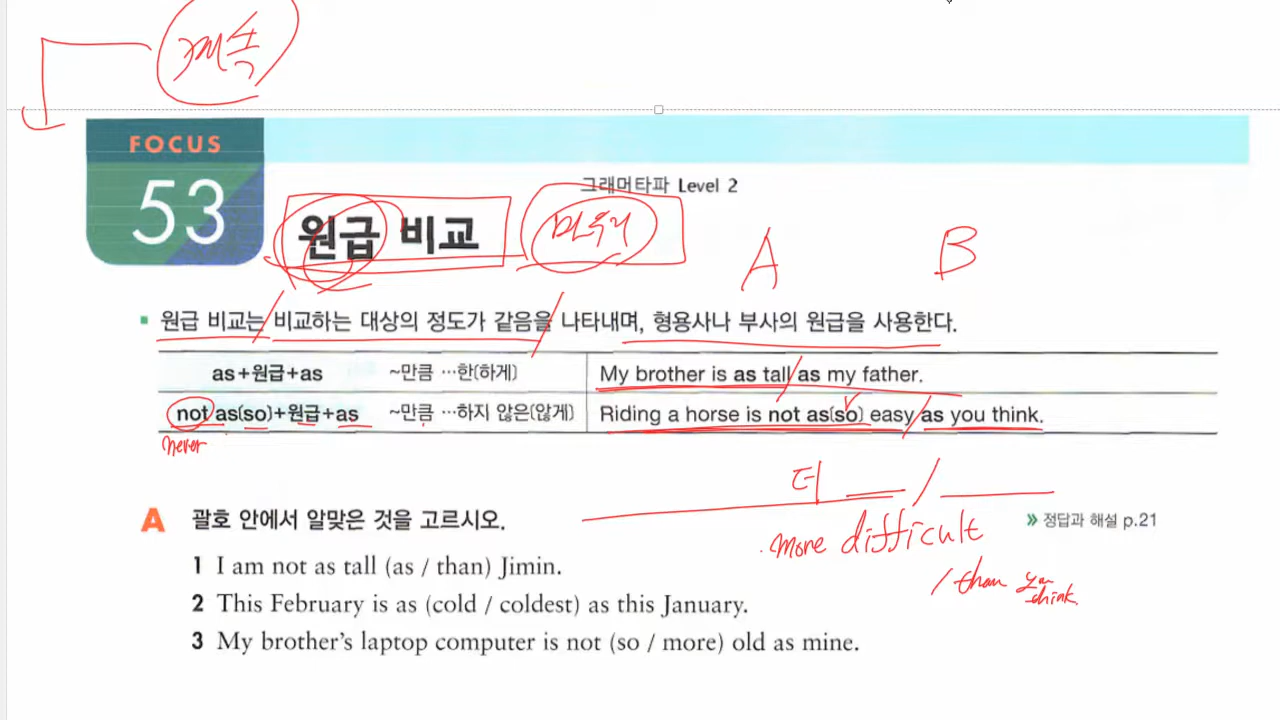 계속
FOCUS
53
그래머타파 Level 2
원급 비교
마무리
A B
원급 비교는 비교하는 대상의 정도가 같음을 나타내며, 형용사나 부사의 원급을 사용한다.
as+원급+as ~만큼 …한(하게) My brother is as tall as my father.
not as(so)+원급+as ~만큼 …하지 않은(않게) Riding a horse is not as(so) easy as you think.
never
더
A 괄호 안에서 알맞은 것을 고르시오.
» 정답과 해설 p.21
more difficult
/ than you think.
1 I am not as tall (as / than) Jimin.
2 This February is as (cold / coldest) as this January.
3 My brother's laptop computer is not (so / more) old as mine.